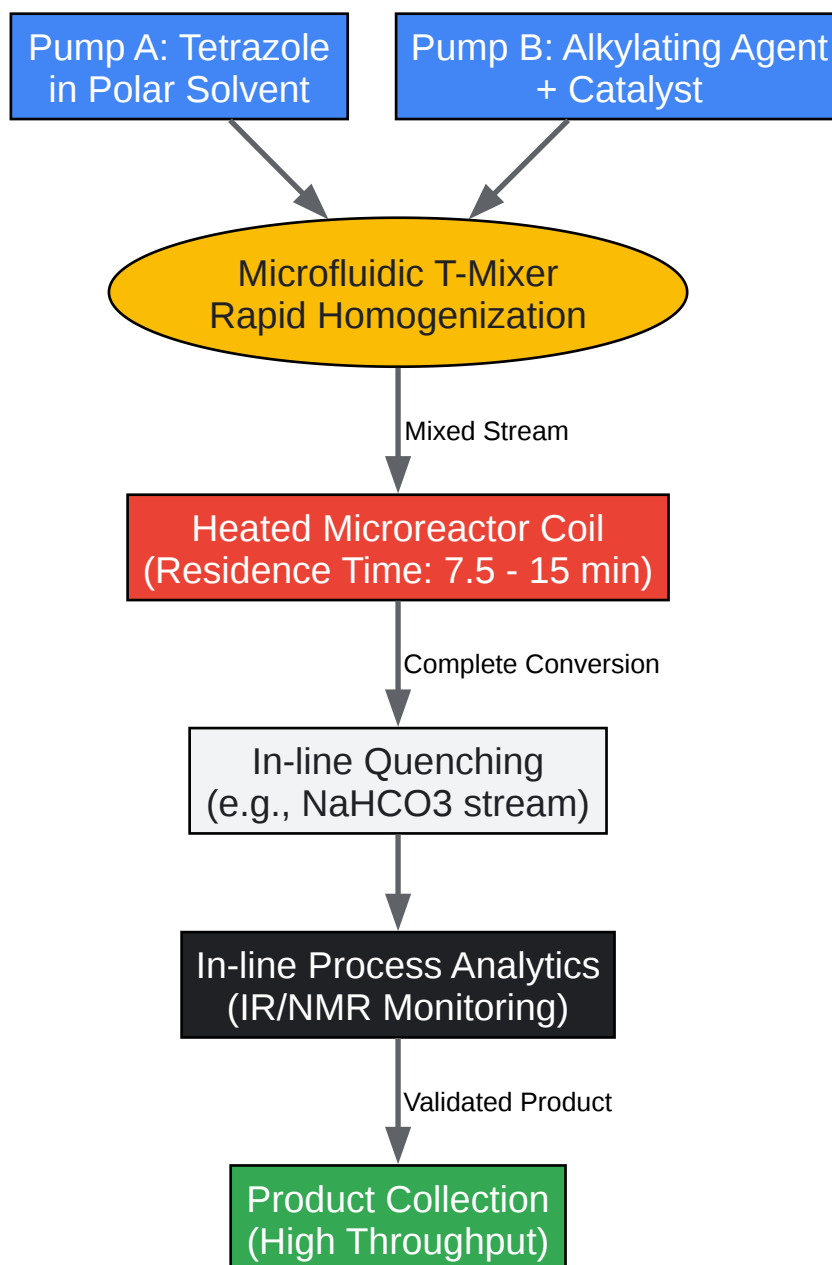 Pump A: Tetrazole
in Polar Solvent
Pump B: Alkylating Agent
+ Catalyst
Microfluidic T-Mixer
Rapid Homogenization
Mixed Stream
Heated Microreactor Coil
(Residence Time: 7.5 - 15 min)
Complete Conversion
In-line Quenching
(e.g., NaHCO3 stream)
In-line Process Analytics
(IR/NMR Monitoring)
Validated Product
Product Collection
(High Throughput)